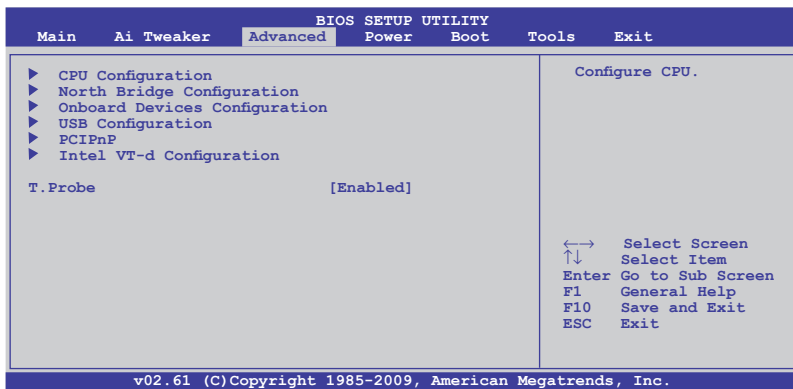 BIOS SETUP UTILITY
Main Ai Tweaker Advanced Power Boot Tools Exit
CPU Configuration
North Bridge Configuration
Onboard Devices Configuration
USB Configuration
PCIPnP
Intel VT-d Configuration
T.Probe [Enabled]
Configure CPU.
←→ Select Screen
↑↓ Select Item
Enter Go to Sub Screen
F1 General Help
F10 Save and Exit
ESC Exit
v02.61 (C)Copyright 1985-2009, American Megatrends, Inc.